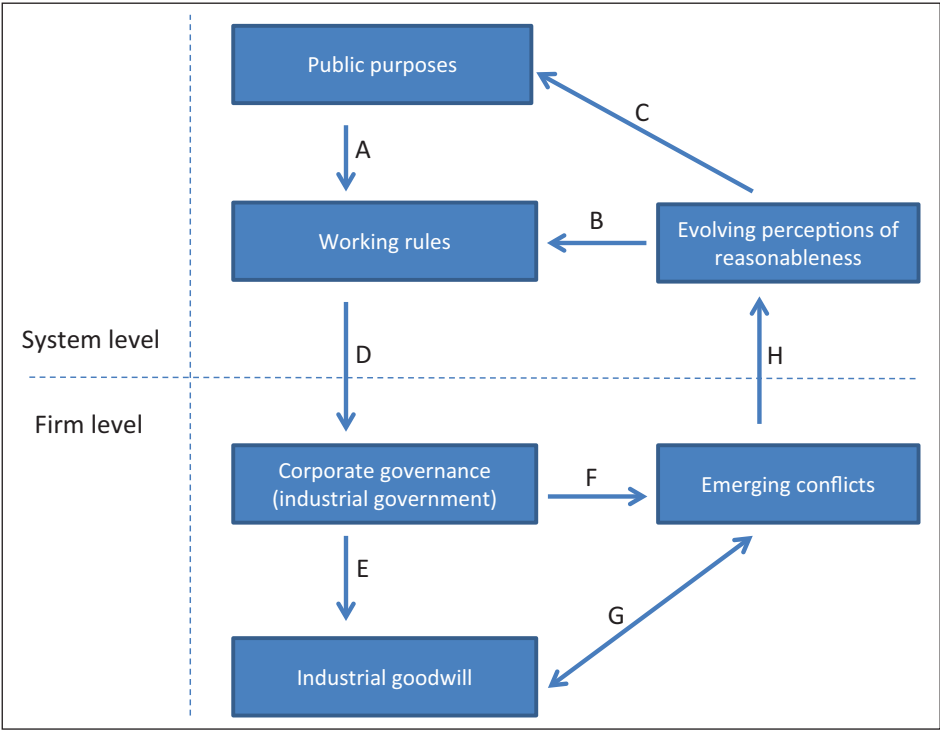 Public purposes
C
A
Working rules
B
Evolving perceptions of
reasonableness
System level
D
H
Firm level
Corporate governance
(industrial government)
F
Emerging conflicts
E
G
Industrial goodwill